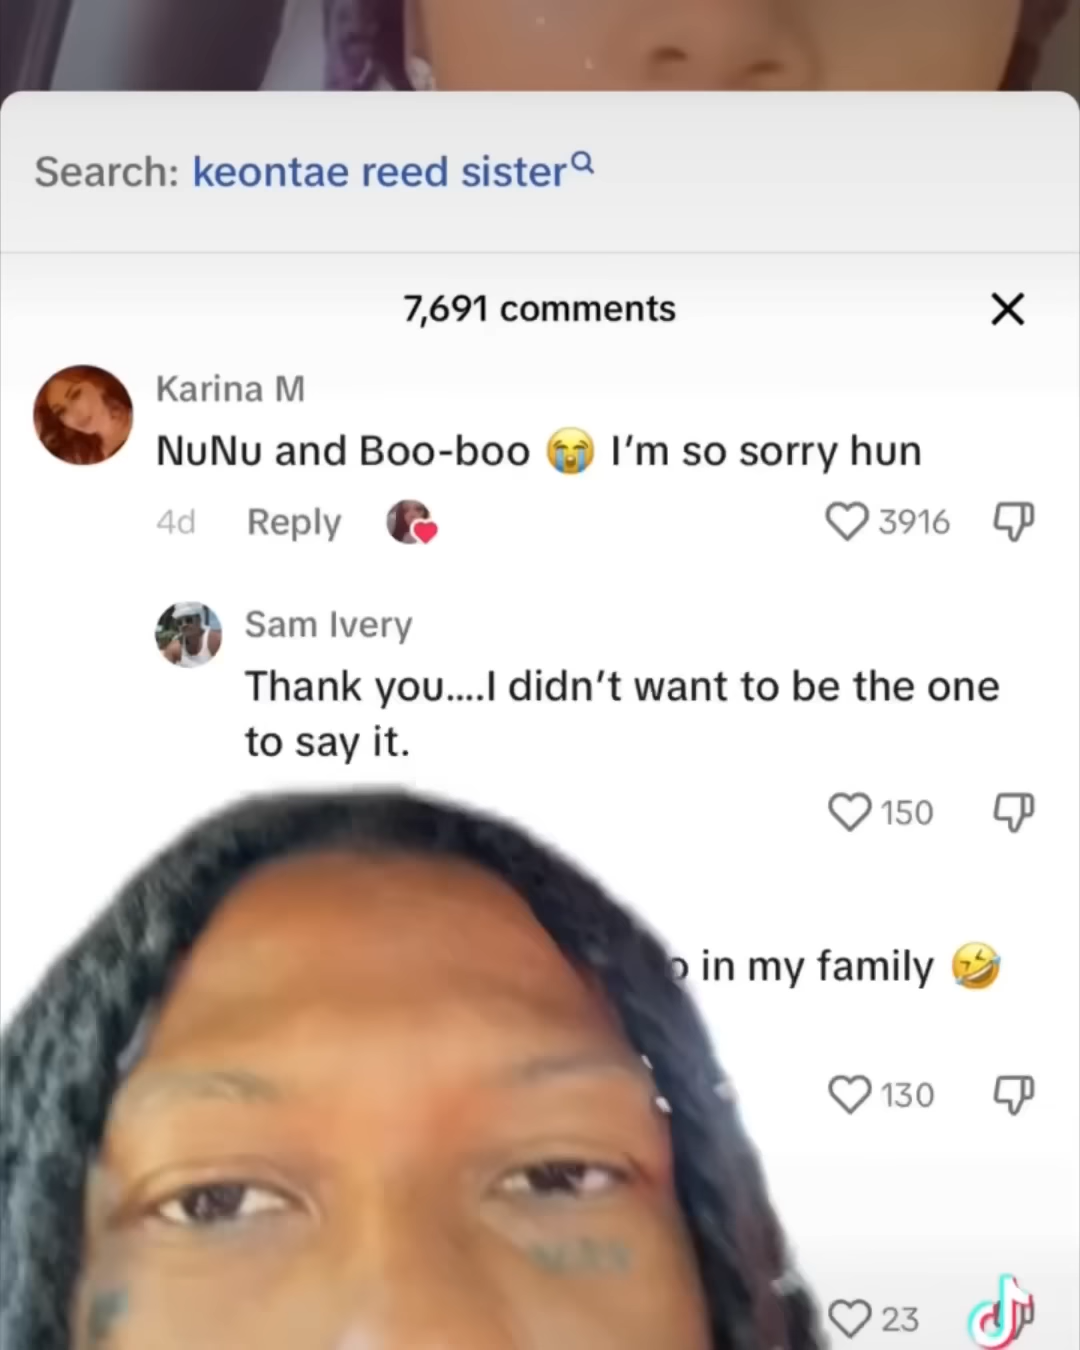 Search: keontae reed sister
7,691 comments
Karina M
NuNu and Boo-boo 😭 I’m so sorry hun
4d Reply 3916
Sam Ivery
Thank you....I didn’t want to be the one
to say it.
150
in my family 🤣
130
23